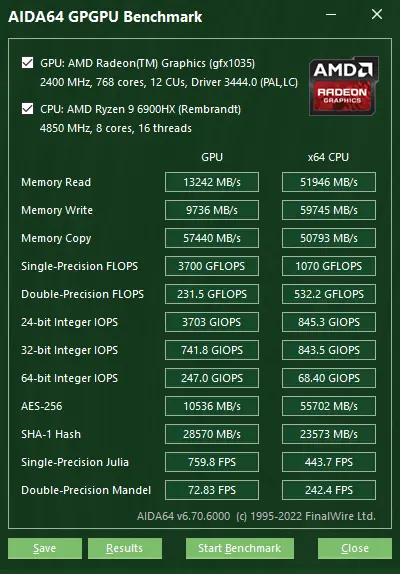 AIDA64 GPGPU Benchmark
GPU: AMD Radeon(TM) Graphics (gfx1035)
2400 MHz, 768 cores, 12 CUs, Driver 3444.0 (PAL,LC)
AMD
RADEON
GRAPHICS
CPU: AMD Ryzen 9 6900HX (Rembrandt)
4850 MHz, 8 cores, 16 threads
GPU x64 CPU
Memory Read 13242 MB/s 51946 MB/s
Memory Write 9736 MB/s 59745 MB/s
Memory Copy 57440 MB/s 50793 MB/s
Single-Precision FLOPS 3700 GFLOPS 1070 GFLOPS
Double-Precision FLOPS 231.5 GFLOPS 532.2 GFLOPS
24-bit Integer IOPS 3703 GIOPS 845.3 GIOPS
32-bit Integer IOPS 741.8 GIOPS 843.5 GIOPS
64-bit Integer IOPS 247.0 GIOPS 68.40 GIOPS
AES-256 10536 MB/s 55702 MB/s
SHA-1 Hash 28570 MB/s 23573 MB/s
Single-Precision Julia 759.8 FPS 443.7 FPS
Double-Precision Mandel 72.83 FPS 242.4 FPS
AIDA64 v6.70.6000 (c) 1995-2022 FinalWire Ltd.
Save Results Start Benchmark Close